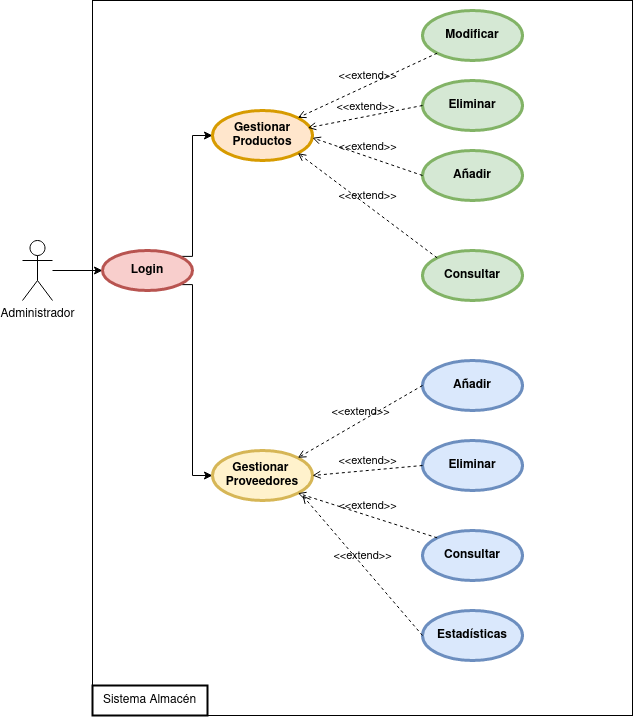 Modificar
<<extend>>
Eliminar
<<extend>>
Gestionar
Productos
<<extend>>
Añadir
<<extend>>
Login
Consultar
Administrador
Añadir
<<extend>>
Gestionar
Proveedores
<<extend>>
Eliminar
<<extend>>
Consultar
<<extend>>
Estadísticas
Sistema Almacén